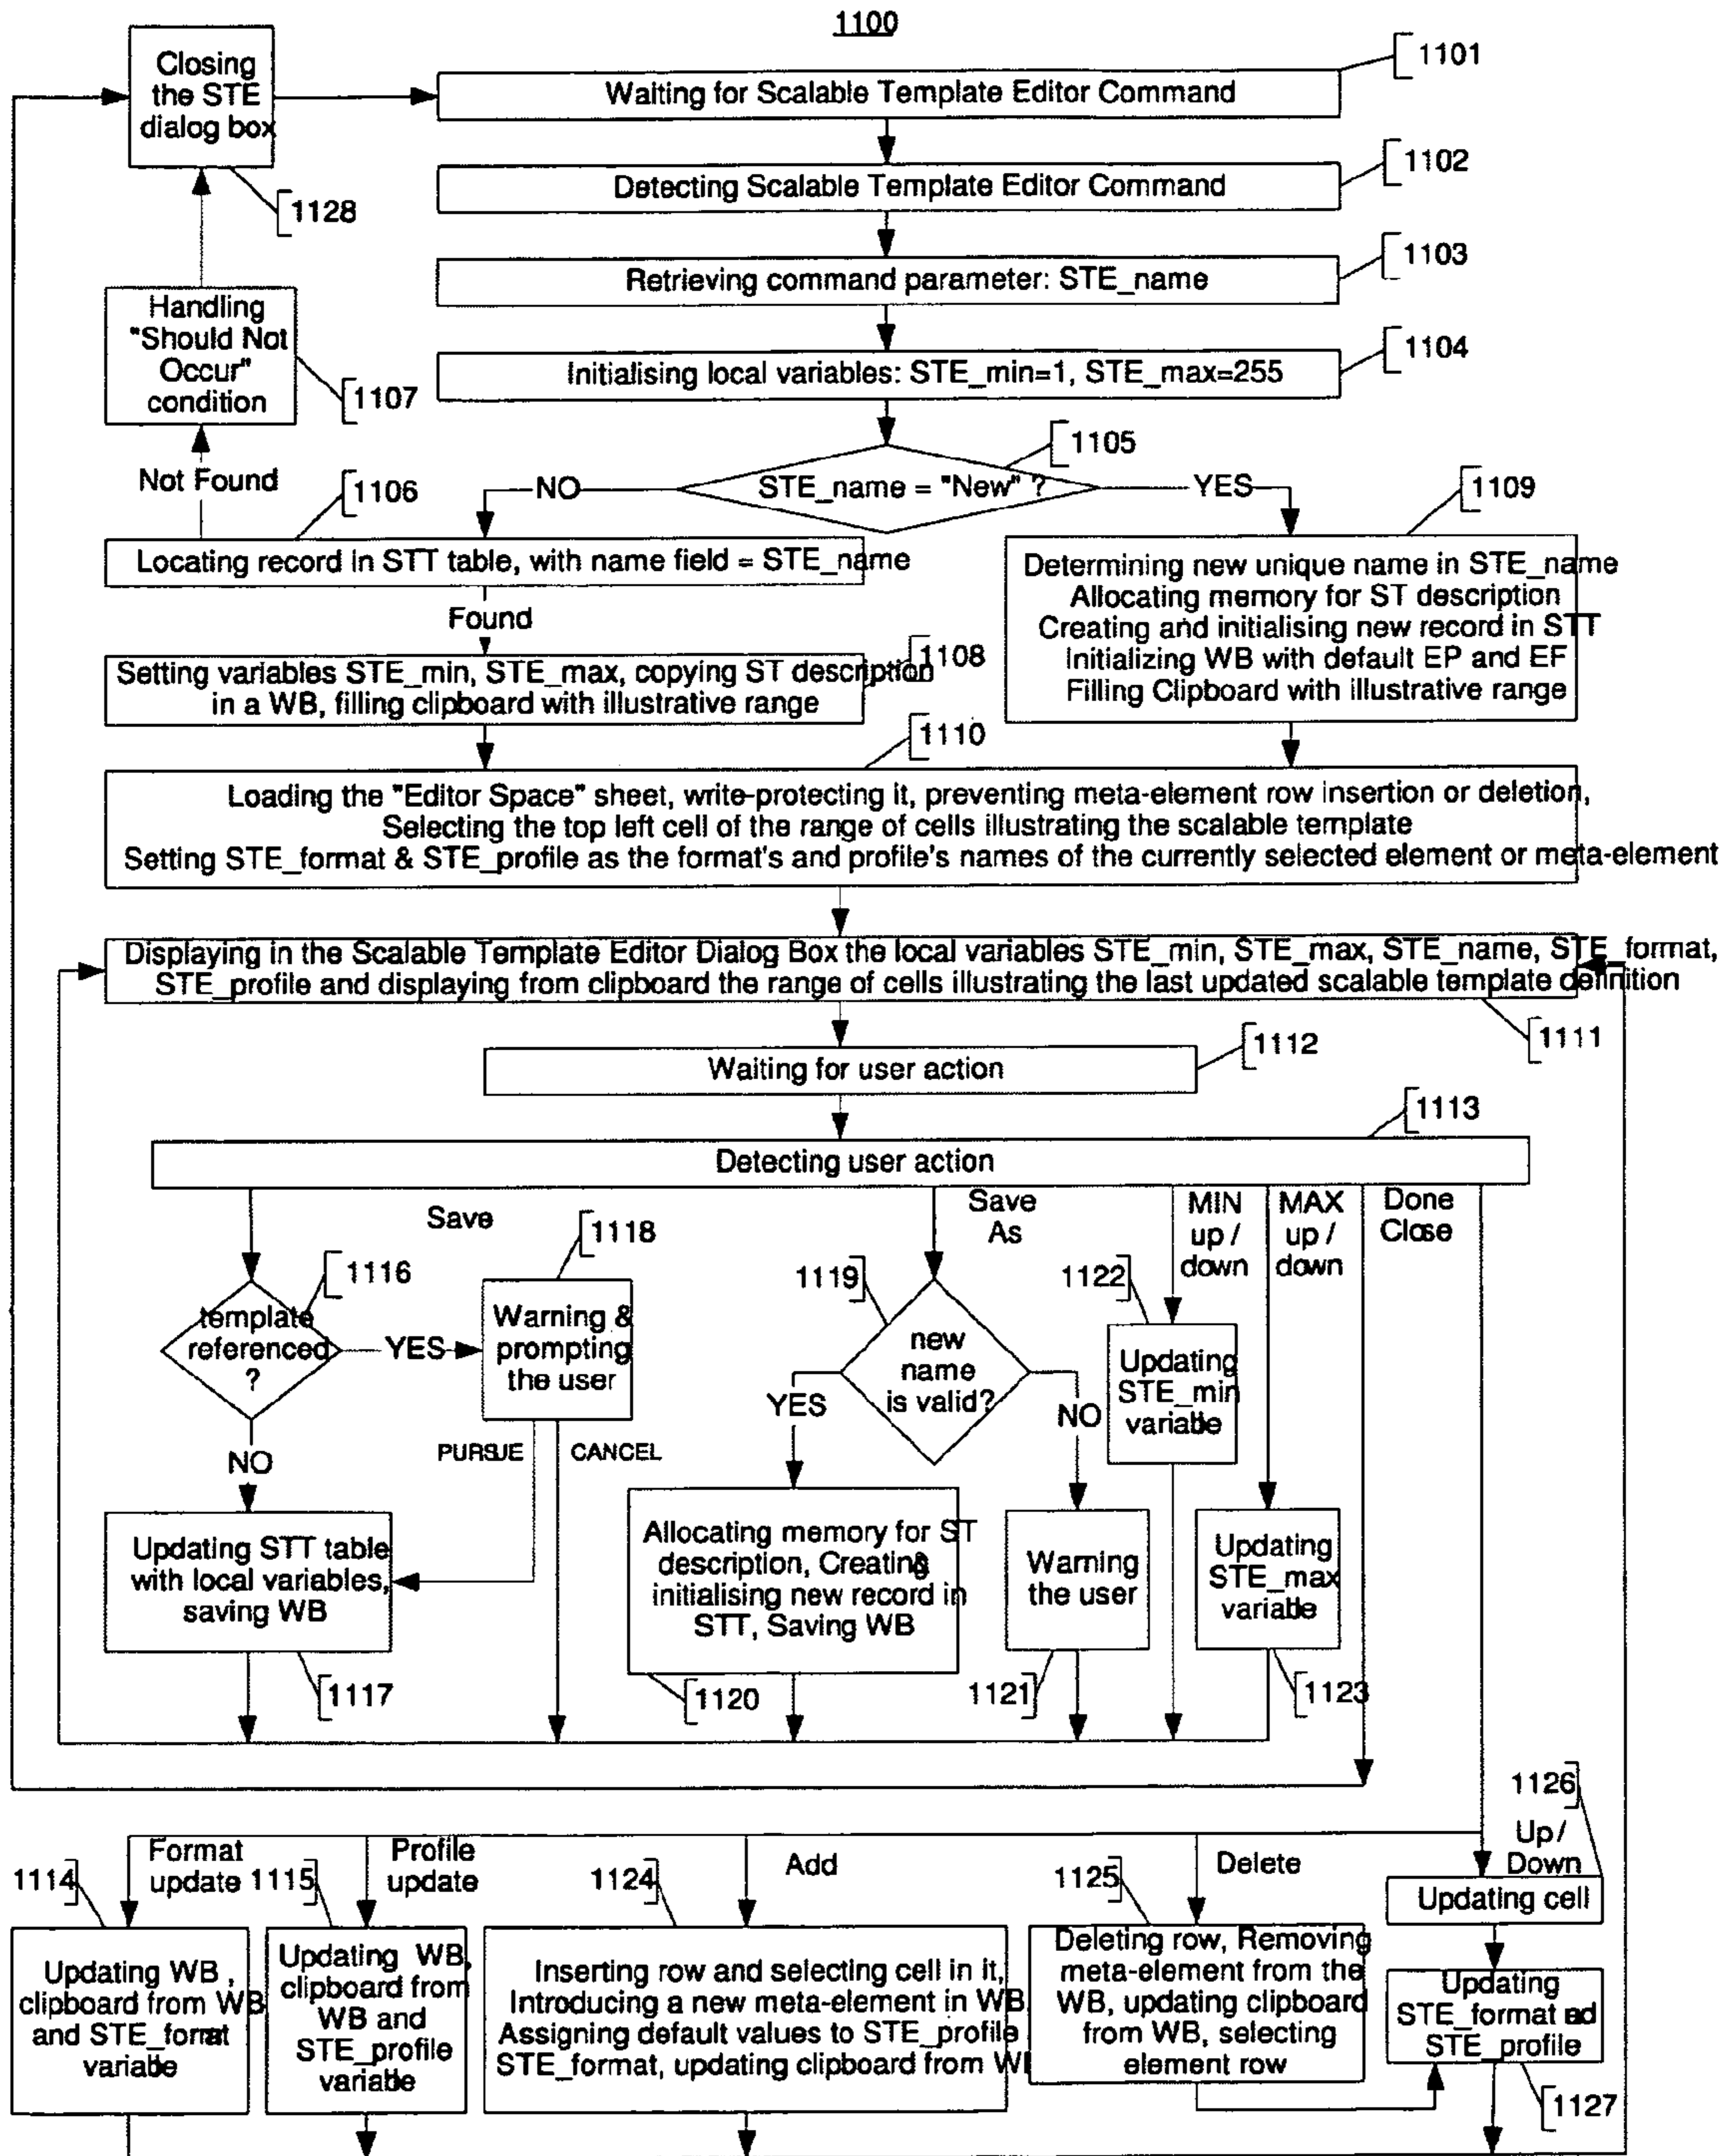 1100
Closing
the STE
dialog box
1128
Waiting for Scalable Template Editor Command
1101
Detecting Scalable Template Editor Command
1102
Retrieving command parameter: STE_name
1103
Initialising local variables: STE_min=1, STE_max=255
1104
Handling
"Should Not
Occur"
condition
1107
Not Found
1106
NO
STE_name = "New" ?
1105
YES
1109
Locating record in STT table, with name field = STE_name
Found
Setting variables STE_min, STE_max, copying ST description
in a WB, filling clipboard with illustrative range
1108
Determining new unique name in STE_name
Allocating memory for ST description
Creating and initialising new record in STT
Initializing WB with default EP and EF
Filling Clipboard with illustrative range
1110
Loading the "Editor Space" sheet, write-protecting it, preventing meta-element row insertion or deletion,
Selecting the top left cell of the range of cells illustrating the scalable template
Setting STE_format & STE_profile as the format's and profile's names of the currently selected element or meta-element
Displaying in the Scalable Template Editor Dialog Box the local variables STE_min, STE_max, STE_name, STE_format,
STE_profile and displaying from clipboard the range of cells illustrating the last updated scalable template definition
1111
Waiting for user action
1112
1113
Detecting user action
Save
Save
As
MIN
up /
down
MAX
up /
down
Done
Close
1116
template
referenced
?
YES
NO
1118
Warning &
prompting
the user
PURSUE
CANCEL
1119
new
name
is valid?
YES
NO
1122
Updating
STE_min
variable
Updating STT table
with local variables,
saving WB
1117
Allocating memory for ST
description, Creating &
initialising new record in
STT, Saving WB
1120
Warning
the user
1121
Updating
STE_max
variable
1123
Format
update
1114
Profile
update
1115
Add
1124
Delete
1125
Up /
Down
1126
Updating cell
Updating WB ,
clipboard from WB
and STE_format
variable
Updating WB,
clipboard from
WB and
STE_profile
variable
Inserting row and selecting cell in it,
Introducing a new meta-element in WB
Assigning default values to STE_profile
STE_format, updating clipboard from WB
Deleting row, Removing
meta-element from the
WB, updating clipboard
from WB, selecting
element row
Updating
STE_format and
STE_profile
1127